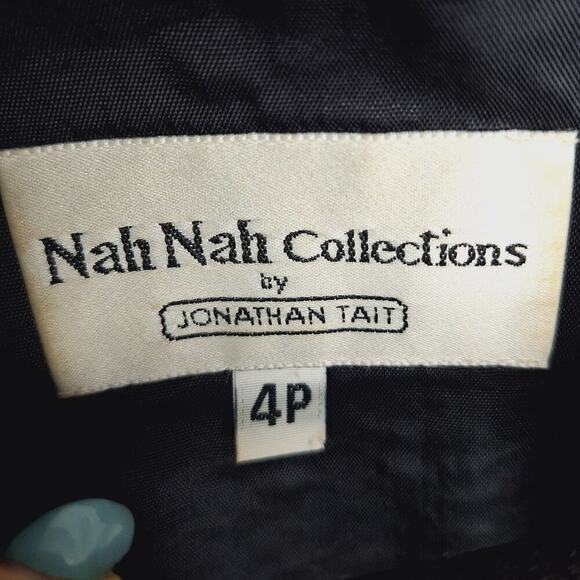 Nah Nah Collections
by
JONATHAN TAIT
4P